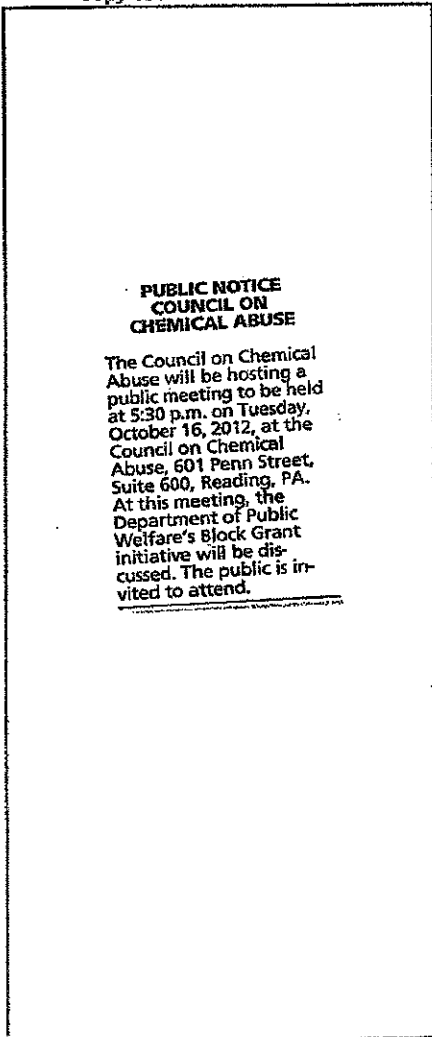 PUBLIC NOTICE
COUNCIL ON
CHEMICAL ABUSE
The Council on Chemical
Abuse will be hosting a
public meeting to be held
at 5:30 p.m. on Tuesday,
October 16, 2012, at the
Council on Chemical
Abuse, 601 Penn Street,
Suite 600, Reading, PA.
At this meeting, the
Department of Public
Welfare's Block Grant
initiative will be dis-
cussed. The public is in-
vited to attend.